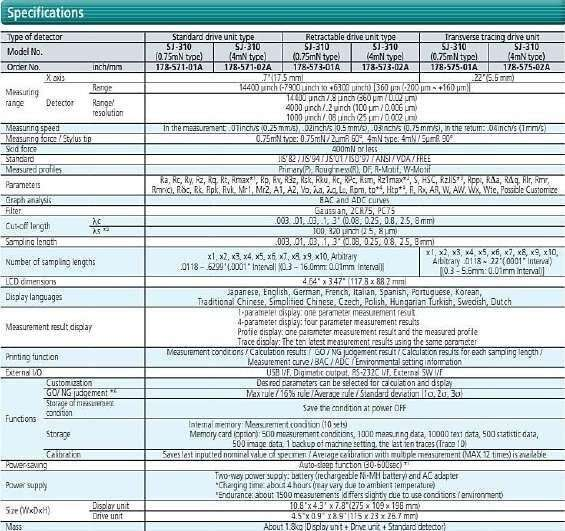 Specifications
Type of detector Standard drive unit type Retractable drive unit type Transverse tracing drive unit
Model No. SJ-310 SJ-310 SJ-310 SJ-310 SJ-310 SJ-310
(0.75mN type) (4mN type) (0.75mN type) (4mN type) (0.75mN type) (4mN type)
Order No. inch/mm 178-571-01A 178-571-02A 178-573-01A 178-573-02A 178-575-01A 178-575-02A
Measuring range X axis .7"(17.5 mm) .22"(5.6 mm)
Detector Range 14400 µinch (-7900 µinch to +6300 µinch) [360 µm (-200 µm ~ +160 µm)]
Range/ resolution 14400 µinch /.8 µinch (360 µm / 0.02 µm)
4000 µinch /.2 µinch (100 µm / 0.006 µm)
1000 µinch /.08 µinch (25 µm / 0.002 µm)
Measuring speed In the measurement: .01inch/s (0.25 mm/s), .02inch/s (0.5 mm/s), .03inch/s (0.75 mm/s), In the return: .04inch/s (1mm/s)
Measuring force / Stylus tip 0.75mN type: 0.75mN / 2µmR 60°, 4mN type: 4mN / 5µmR 90°
Skid force 400mN or less
Standard JIS'82 / JIS'94 / JIS'01 / ISO'97 / ANSI / VDA / FREE
Measured profiles Primary(P), Roughness(R), DF, R-Motif, W-Motif
Parameters Ra, Rc, Ry, Rz, Rq, Rt, Rmax, Rp, Rv, R3z, Rsk, Rku, Rc, RPc, Rsm, Rz1max, S, HSC, RzJIS, Rppi, RΔa, RΔq, Rlr, Rmr,
Rmr(c), Rδc, Rk, Rpk, Rvk, Mr1, Mr2, A1, A2, Vo, λa, λq, Lo, Rpm, tp, Htp, R, Rx, AR, W, AW, Wx, Wte, Possible Customize
Graph analysis BAC and ADC curves
Filter Gaussian, 2CR75, PC75
Cut-off length λc .003, .01, .03, .1, .3" (0.08, 0.25, 0.8, 2.5, 8 mm)
λs 100, 320 µinch (2.5, 8 µm)
Sampling length .003, .01, .03, .1, .3" (0.08, 0.25, 0.8, 2.5, 8 mm)
Number of sampling lengths x1, x2, x3, x4, x5, x6, x7, x8, x9, x10, Arbitrary
.0118 ~ .6299"(.0001" Interval) [(0.3 ~ 16.0mm: 0.01mm Interval)]
x1, x2, x3, x4, x5, x6, x7, x8, x9, x10,
Arbitrary .0118 ~ .22"(.0001" Interval)
[(0.3 ~ 5.6mm: 0.01mm Interval)]
LCD dimensions 4.64" x 3.47" (117.8 x 88.2 mm)
Display languages Japanese, English, German, French, Italian, Spanish, Portuguese, Korean,
Traditional Chinese, Simplified Chinese, Czech, Polish, Hungarian Turkish, Swedish, Dutch
Measurement result display 1-parameter display: one parameter measurement result
4-parameter display: four parameter measurement results
Profile display: one parameter measurement result and the measured profile
Trace display: The ten latest measurement results using the same parameter
Printing function Measurement conditions / Calculation results / GO / NG judgement result / Calculation results for each sampling length /
Measurement curve / BAC / ADC / Environmental setting information
External I/O USB I/F, Digimatic output, RS-232C I/F, External SW I/F
Functions Customization Desired parameters can be selected for calculation and display
GO/ NG judgement Max rule / 16% rule / Average rule / Standard deviation (1σ, 2σ, 3σ)
Storage of measurement condition Save the condition at power OFF
Storage Internal memory: Measurement condition (10 sets)
Memory card (option): 500 measurement conditions, 1000 measuring data, 10000 text data, 500 statistic data,
500 image data, 1 backup of machine setting, the last ten traces (Trace 10)
Calibration Saves last inputted nominal value of specimen / Average calibration with multiple measurement (MAX.12 times) is available
Power-saving Auto-sleep function (30-600sec)
Power supply Two-way power supply: battery (rechargeable Ni-MH battery) and AC adapter
*Charging time: about 4 hours (may vary due to ambient temperature)
*Endurance: about 1500 measurements (differs slightly due to use conditions / environment)
Size (WxDxH) Display unit 10.8"x 4.3" x 7.8"(275 x 109 x 198 mm)
Drive unit 4.5"x 0.9" x 8.9"(115 x 23 x 26.7 mm)
Mass About 1.8kg (Display unit + Drive unit + Standard detector)